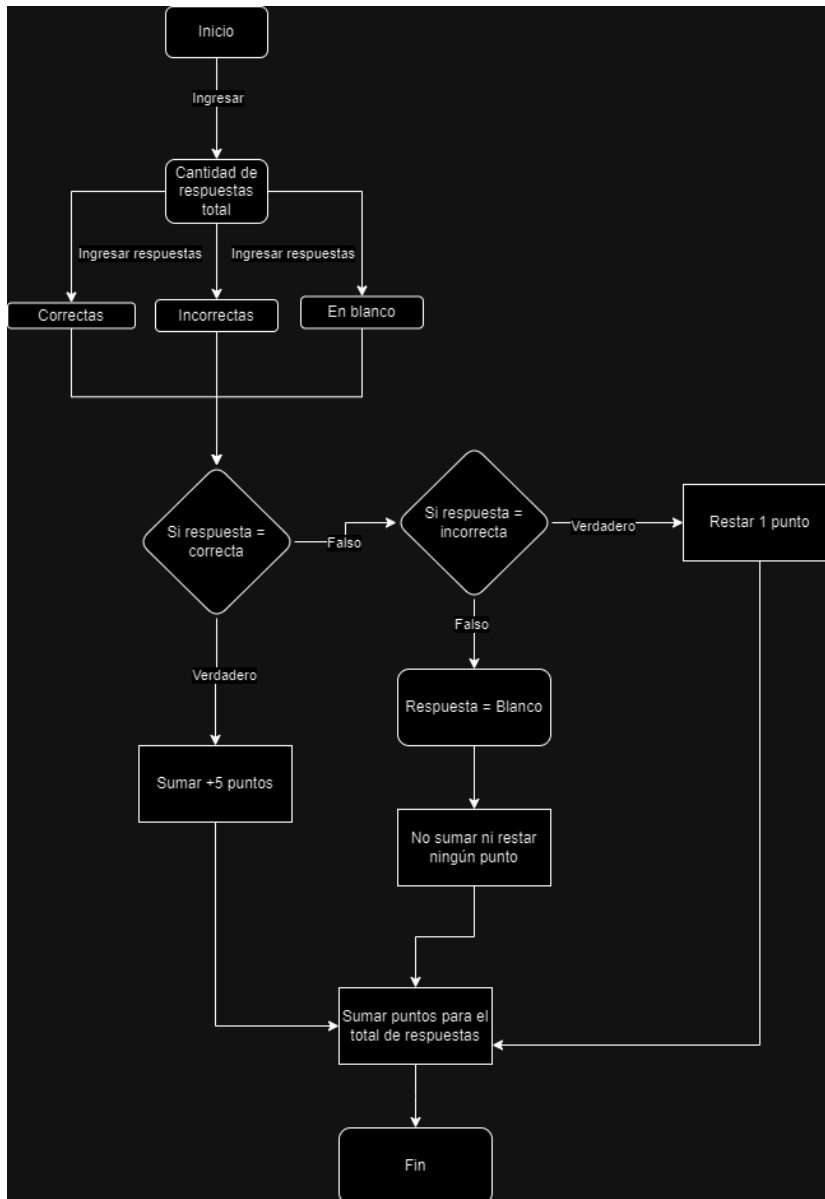 Inicio
Ingresar
Cantidad de
respuestas
total
Ingresar respuestas
Ingresar respuestas
Correctas
Incorrectas
En blanco
Si respuesta =
correcta
Falso
Si respuesta =
incorrecta
Verdadero
Restar 1 punto
Falso
Verdadero
Respuesta = Blanco
Sumar +5 puntos
No sumar ni restar
ningún punto
Sumar puntos para el
total de respuestas
Fin